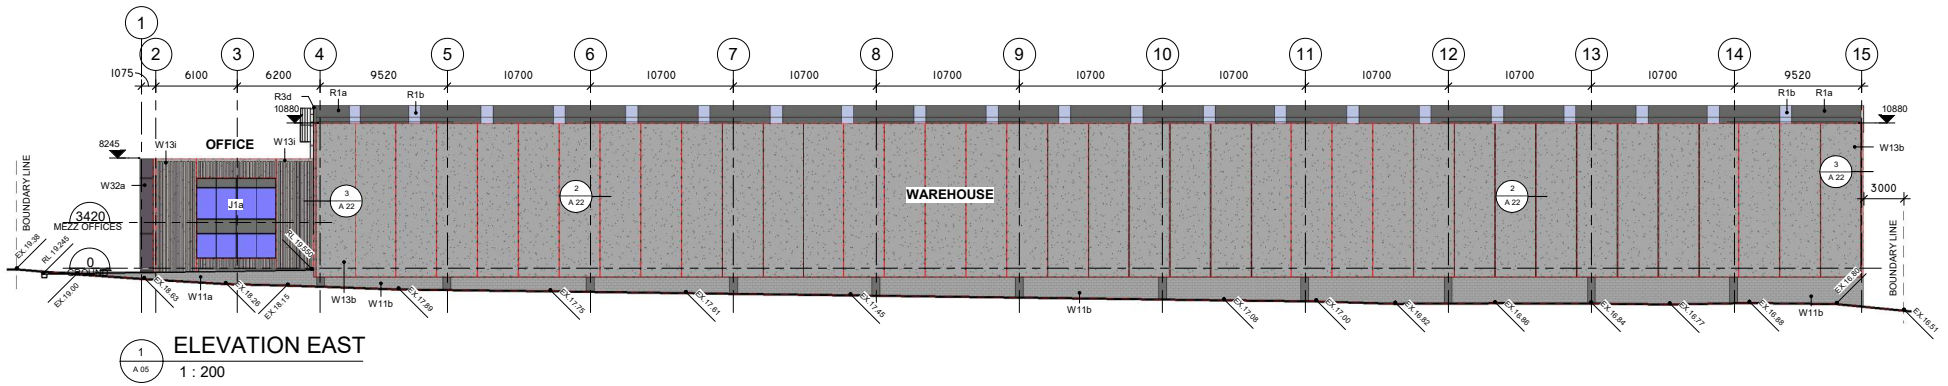 1
2 3 4 5 6 7 8 9 10 11 12 13 14 15
1075 6100 6200 9520 10700 10700 10700 10700 10700 10700 10700 10700 10700 9520
R3d R1a R1b R1b R1a
10880 10880
OFFICE
8245 W13i W13i W13b
BOUNDARY LINE
W32a
J1a
3
A 22
2
A 22
WAREHOUSE
2
A 22
3
A 22
3000
3420
MEZZ OFFICES
BOUNDARY LINE
EX.19.38 RL 19.245 RL 19.550
0
EX.19.00 EX.18.63 W11a EX.18.26 EX.18.15 W13b W11b EX.17.89 EX.17.75 EX.17.61 EX.17.45 W11b EX.17.08 EX.17.00 EX.16.82 EX.16.86 EX.16.84 EX.16.77 EX.16.88 W11b EX.16.80 EX.16.51
1
A 05
ELEVATION EAST
1 : 200